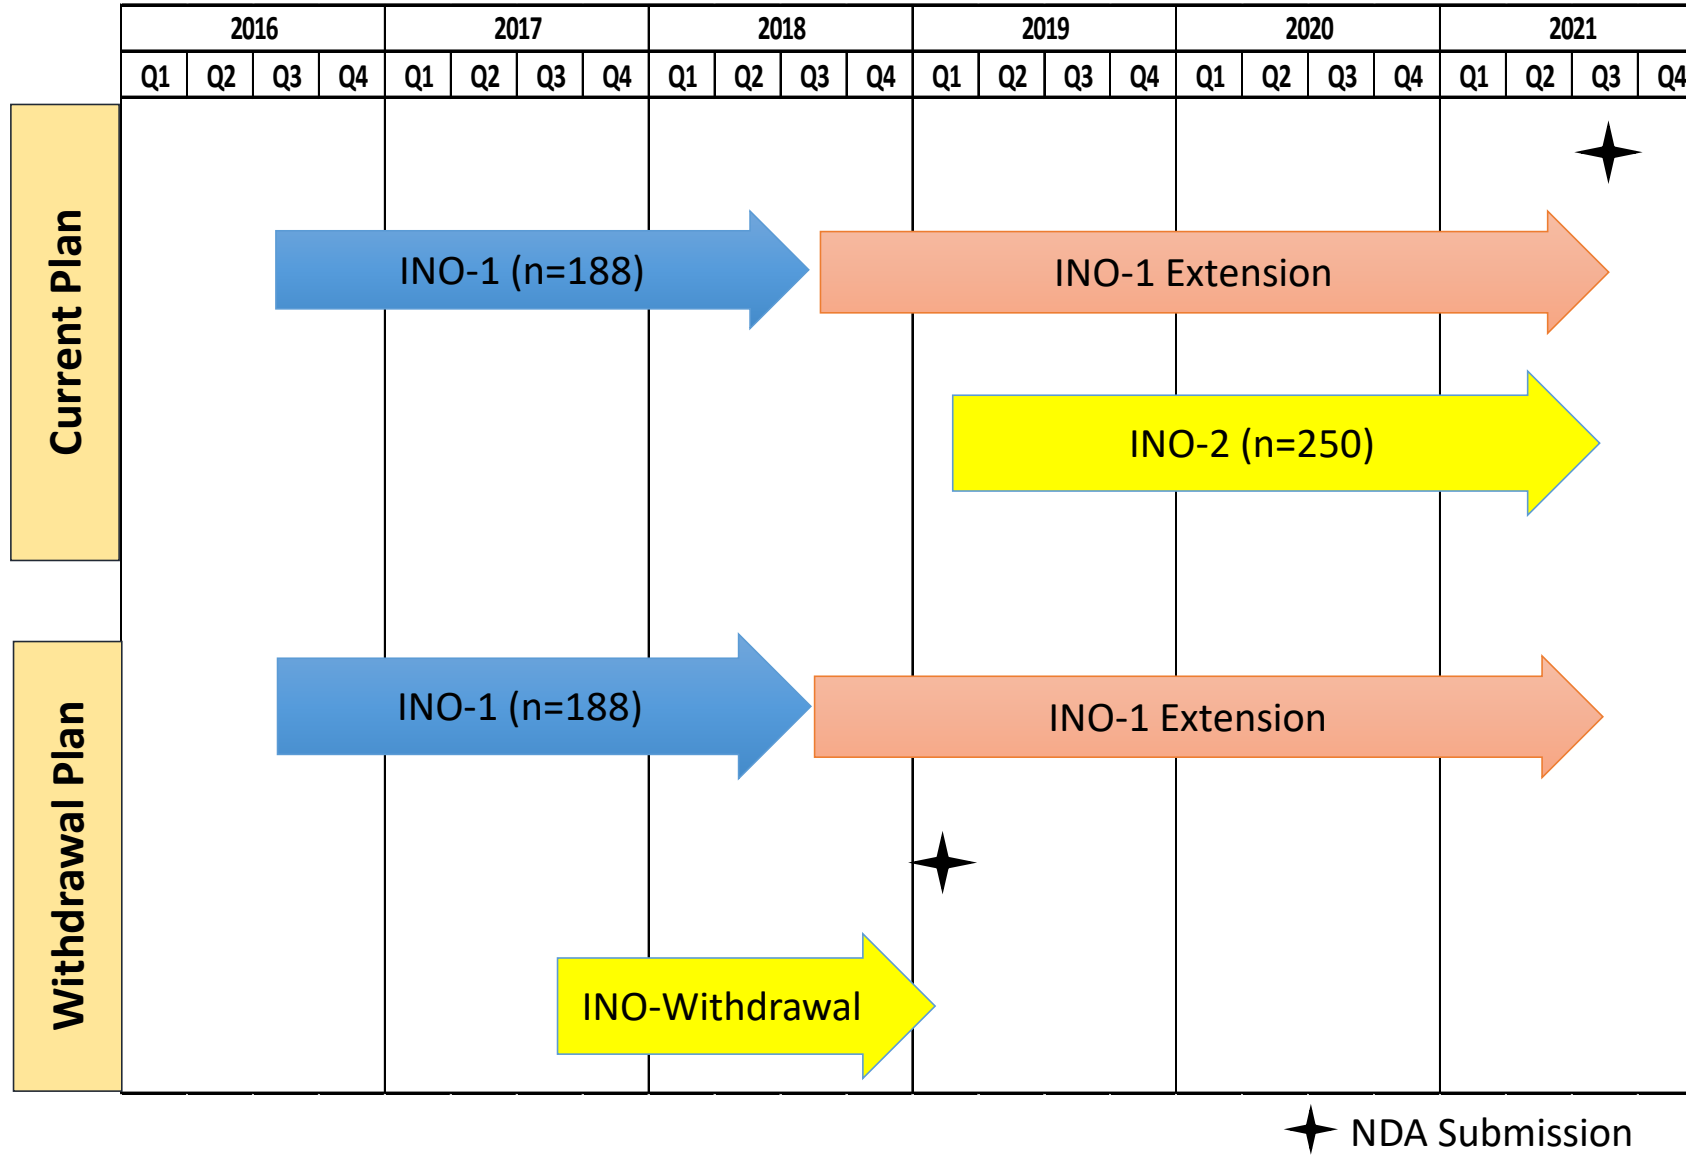 2016 2017 2018 2019 2020 2021
Q1 Q2 Q3 Q4 Q1 Q2 Q3 Q4 Q1 Q2 Q3 Q4 Q1 Q2 Q3 Q4 Q1 Q2 Q3 Q4 Q1 Q2 Q3 Q4
Current Plan
INO-1 (n=188)
INO-1 Extension
INO-2 (n=250)
Withdrawal Plan
INO-1 (n=188)
INO-1 Extension
INO-Withdrawal
NDA Submission